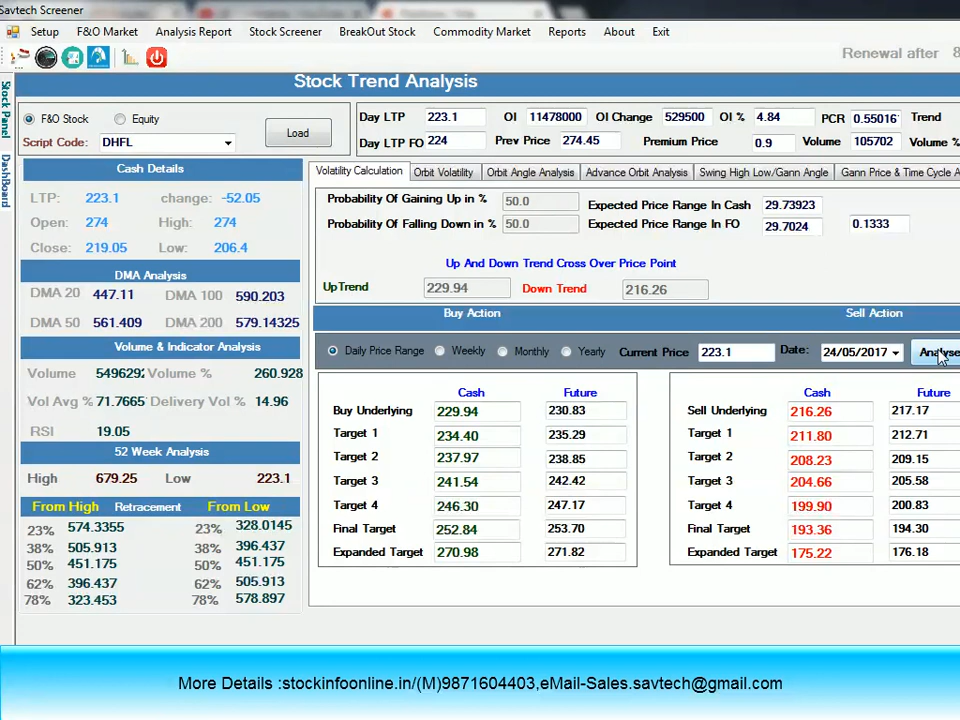 Savtech Screener
Setup F&O Market Analysis Report Stock Screener BreakOut Stock Commodity Market Reports About Exit
Renewal after 8
Stock Trend Analysis
Stock Panel
DashBoard
F&O Stock Equity
Script Code: DHFL Load
Day LTP 223.1 OI 11478000 OI Change 529500 OI % 4.84 PCR 0.55016 Trend
Day LTP FO 224 Prev Price 274.45 Premium Price 0.9 Volume 105702 Volume %
Cash Details
LTP: 223.1 change: -52.05
Open: 274 High: 274
Close: 219.05 Low: 206.4
DMA Analysis
DMA 20 447.11 DMA 100 590.203
DMA 50 561.409 DMA 200 579.14325
Volume & Indicator Analysis
Volume 5496292 Volume % 260.928
Vol Avg % 71.7665 Delivery Vol % 14.96
RSI 19.05
52 Week Analysis
High 679.25 Low 223.1
From High Retracement From Low
23% 574.3355 23% 328.0145
38% 505.913 38% 396.437
50% 451.175 50% 451.175
62% 396.437 62% 505.913
78% 323.453 78% 578.897
Volatility Calculation Orbit Volatility Orbit Angle Analysis Advance Orbit Analysis Swing High Low/Gann Angle Gann Price & Time Cycle
Probability Of Gaining Up in % 50.0 Expected Price Range In Cash 29.73923
Probability Of Falling Down in % 50.0 Expected Price Range In FO 29.7024 0.1333
Up And Down Trend Cross Over Price Point
UpTrend 229.94 Down Trend 216.26
Buy Action Sell Action
Daily Price Range Weekly Monthly Yearly Current Price 223.1 Date: 24/05/2017 Analyse
Cash Future
Buy Underlying 229.94 230.83
Target 1 234.40 235.29
Target 2 237.97 238.85
Target 3 241.54 242.42
Target 4 246.30 247.17
Final Target 252.84 253.70
Expanded Target 270.98 271.82
Cash Future
Sell Underlying 216.26 217.17
Target 1 211.80 212.71
Target 2 208.23 209.15
Target 3 204.66 205.58
Target 4 199.90 200.83
Final Target 193.36 194.30
Expanded Target 175.22 176.18
More Details :stockinfoonline.in/(M)9871604403,eMail-Sales.savtech@gmail.com